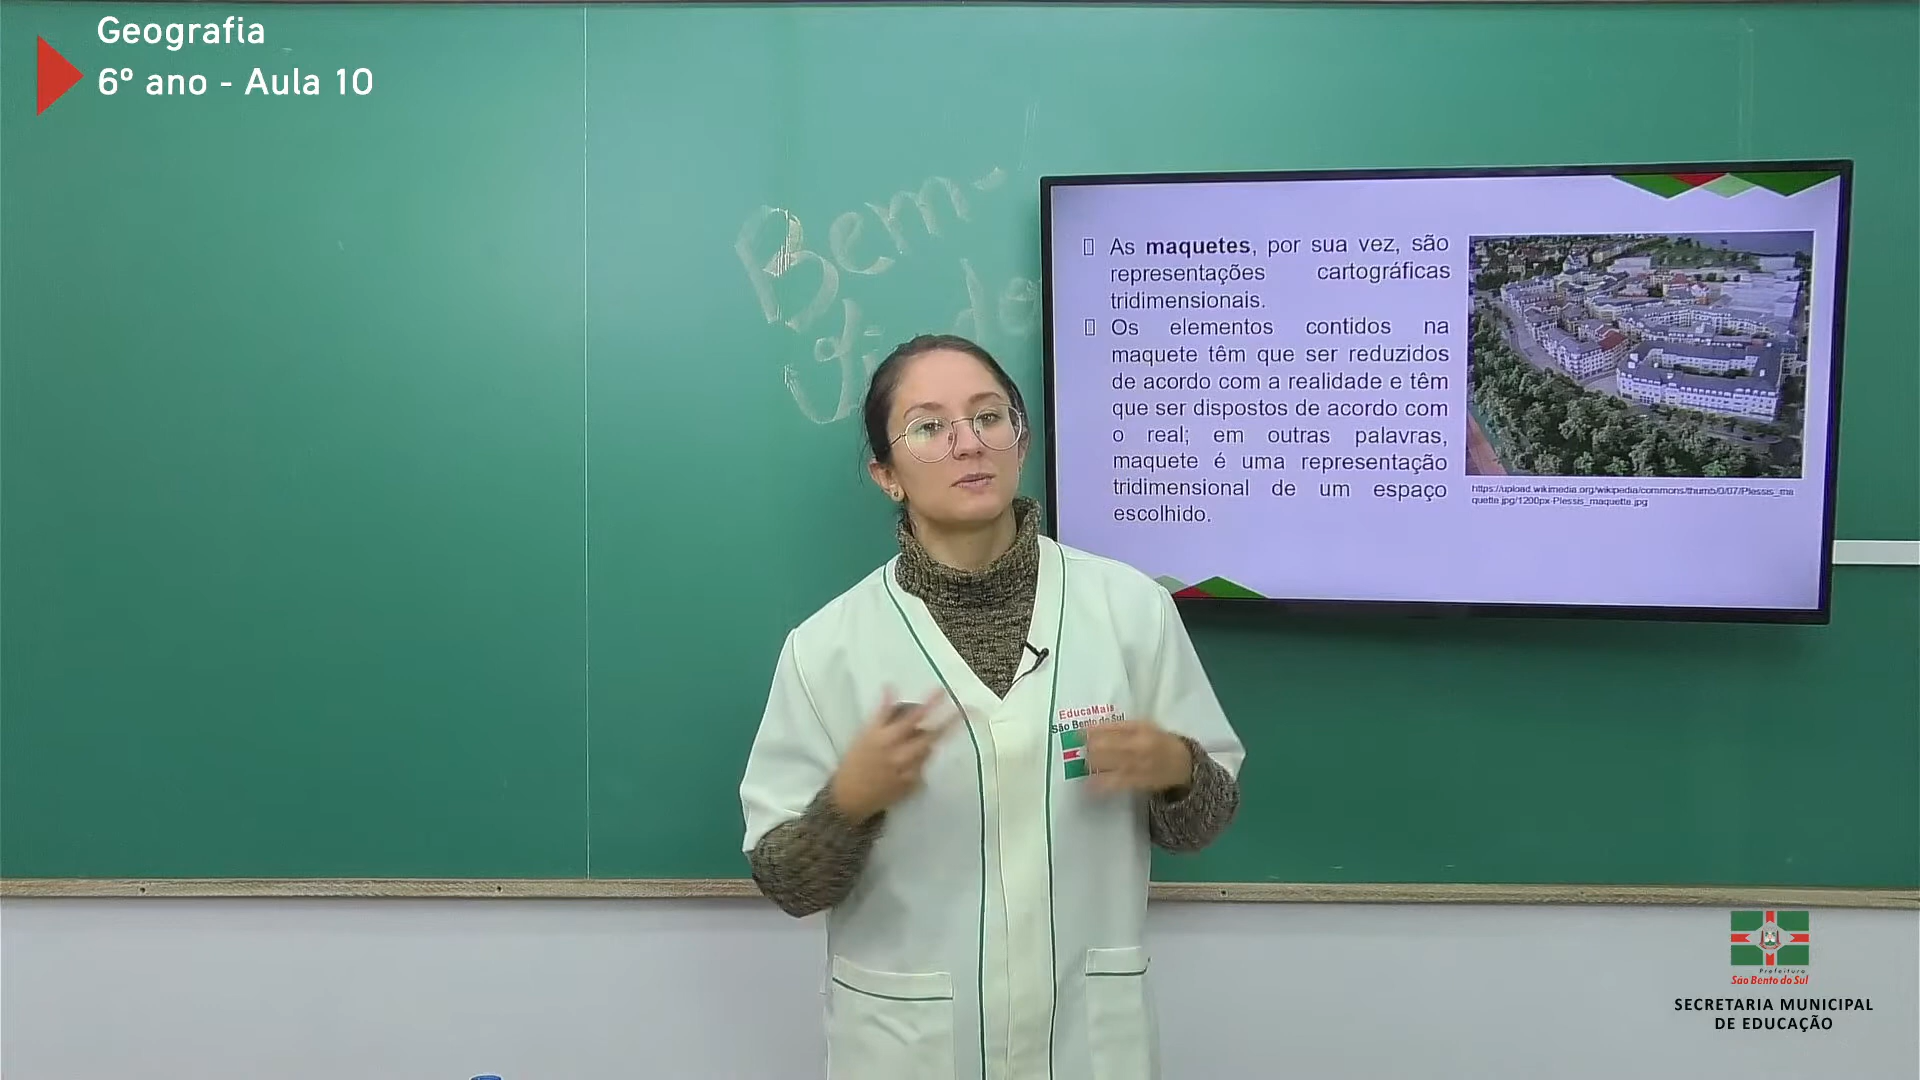 Geografia
6º ano - Aula 10
Bem-
As maquetes, por sua vez, são
representações cartográficas
tridimensionais.
Os elementos contidos na
maquete têm que ser reduzidos
de acordo com a realidade e têm
que ser dispostos de acordo com
o real; em outras palavras,
maquete é uma representação
tridimensional de um espaço
escolhido.
https://upload.wikimedia.org/wikipedia/commons/thumb/0/07/Plessis_ma
quette.jpg/1200px-Plessis_maquette.jpg
EducaMais
São Bento do Sul
Prefeitura
São Bento do Sul
SECRETARIA MUNICIPAL
DE EDUCAÇÃO